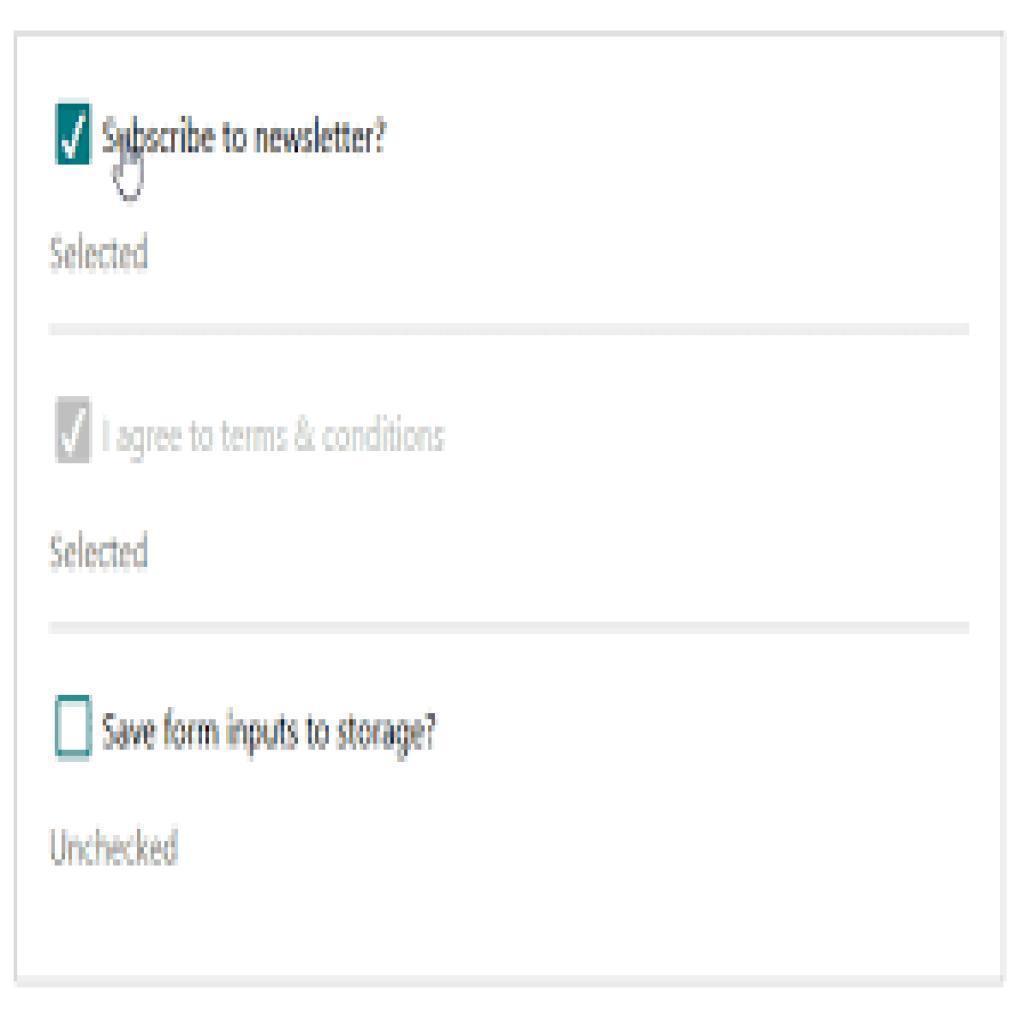 Subscribe to newsletter?
Selected
I agree to terms & conditions
Selected
Save form inputs to storage?
Unchecked